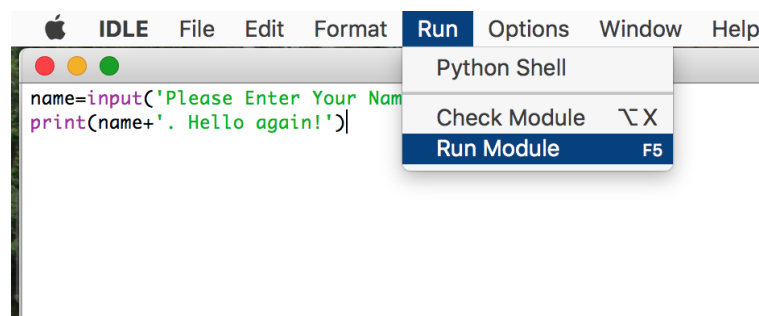 IDLE File Edit Format Run Options Window Help
Python Shell
name=input('Please Enter Your Nam
Check Module ⌥X
print(name+'. Hello again!')
Run Module F5